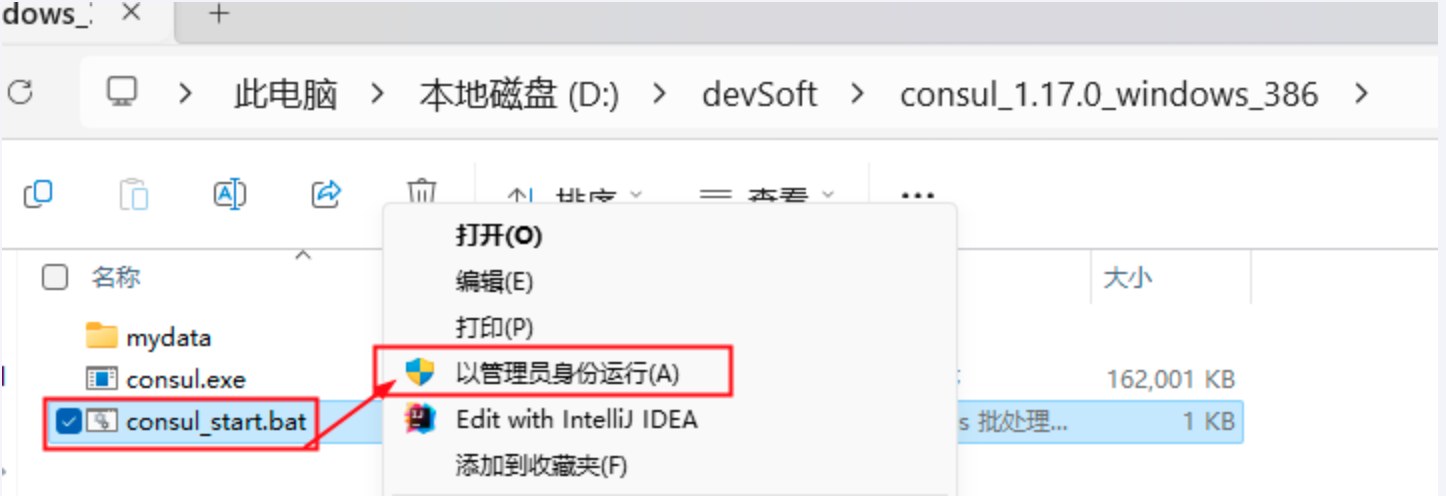 dows_
此电脑 > 本地磁盘 (D:) > devSoft > consul_1.17.0_windows_386 >
排序 查看
打开(O)
编辑(E)
打印(P)
以管理员身份运行(A)
Edit with IntelliJ IDEA
添加到收藏夹(F)
名称 大小
mydata
consul.exe 162,001 KB
consul_start.bat s 批处理... 1 KB